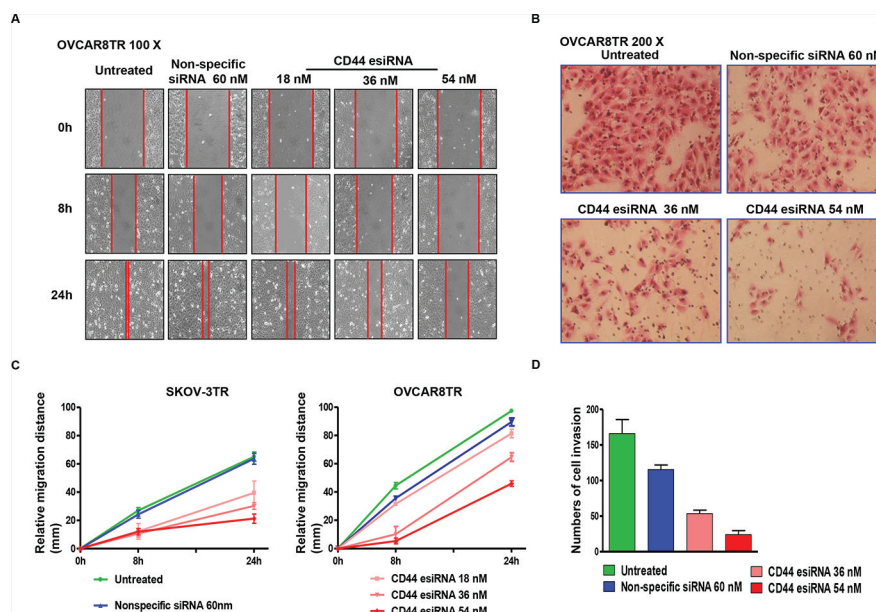 A
OVCAR8TR 100 X
Untreated
Non-specific
siRNA 60 nM
CD44 esiRNA
18 nM
36 nM
54 nM
0h
8h
24h
B
OVCAR8TR 200 X
Untreated
Non-specific siRNA 60 nM
CD44 esiRNA 36 nM
CD44 esiRNA 54 nM
C
SKOV-3TR
Relative migration distance
(mm)
100
80
60
40
20
0
0h
8h
24h
Untreated
Nonspecific siRNA 60nm
OVCAR8TR
Relative migration distance
(mm)
100
80
60
40
20
0
0h
8h
24h
CD44 esiRNA 18 nM
CD44 esiRNA 36 nM
CD44 esiRNA 54 nM
D
Numbers of cell invasion
200
150
100
50
0
Untreated
Non-specific siRNA 60 nM
CD44 esiRNA 36 nM
CD44 esiRNA 54 nM